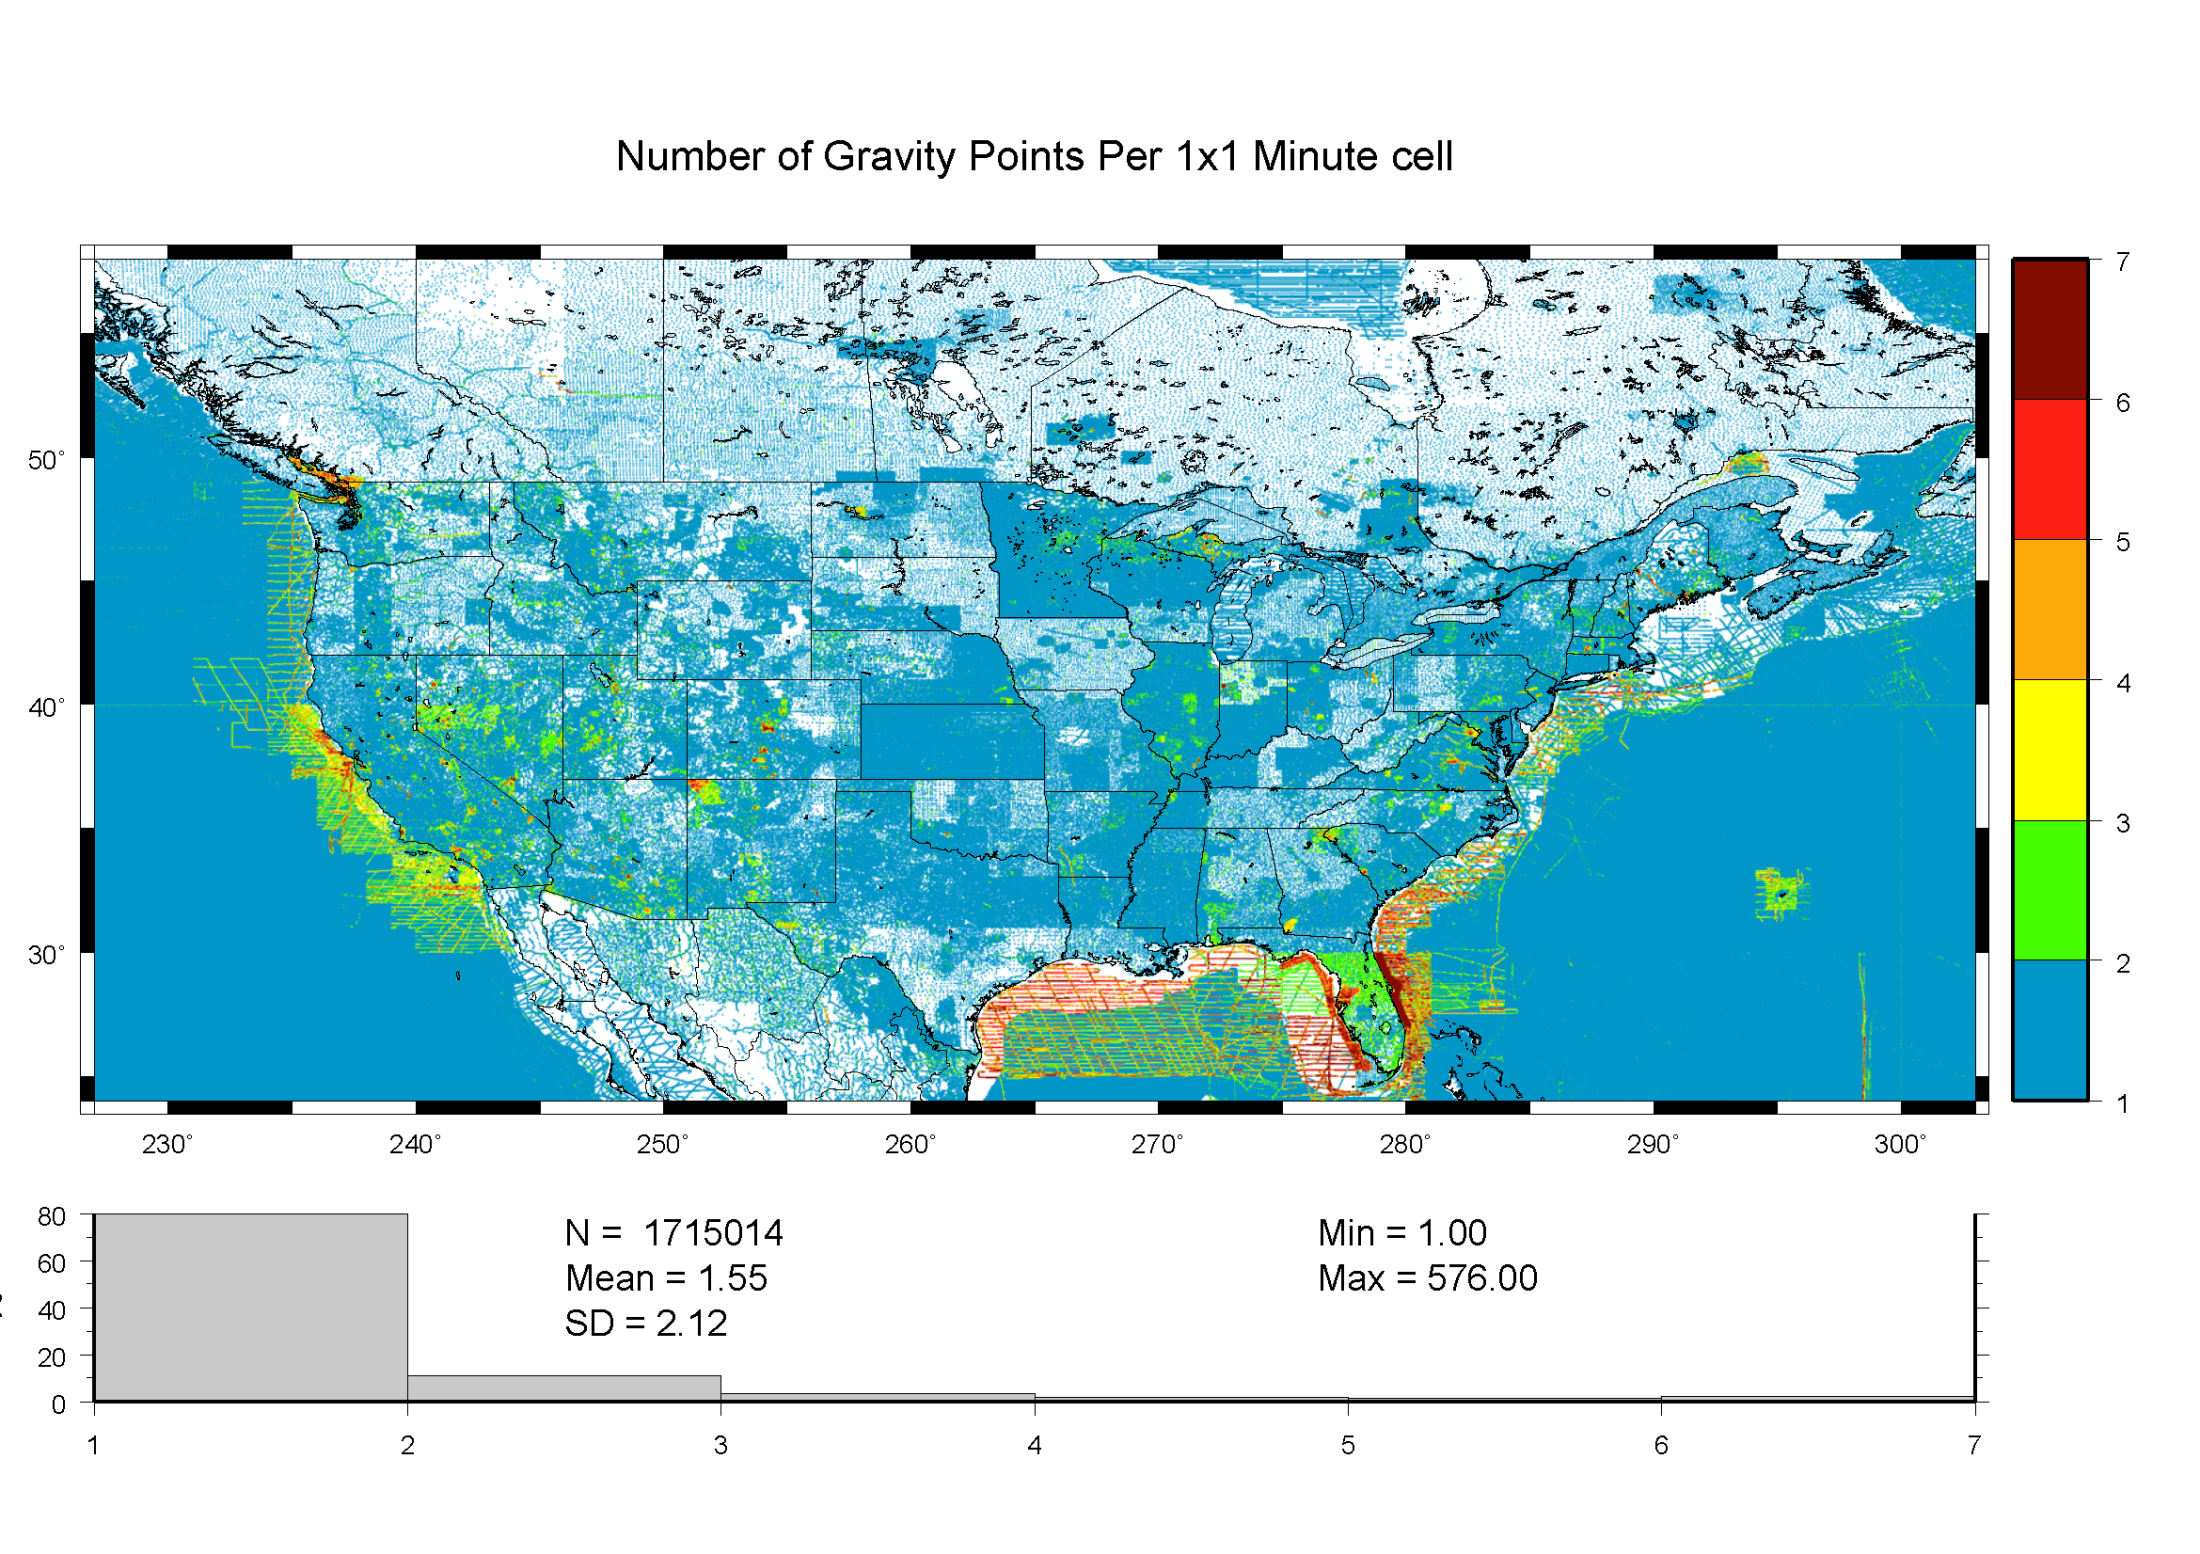 Number of Gravity Points Per 1x1 Minute cell
7
6
5
4
3
2
1
50°
40°
30°
230° 240° 250° 260° 270° 280° 290° 300°
80
60
40
20
0
N = 1715014
Mean = 1.55
SD = 2.12
Min = 1.00
Max = 576.00
1 2 3 4 5 6 7